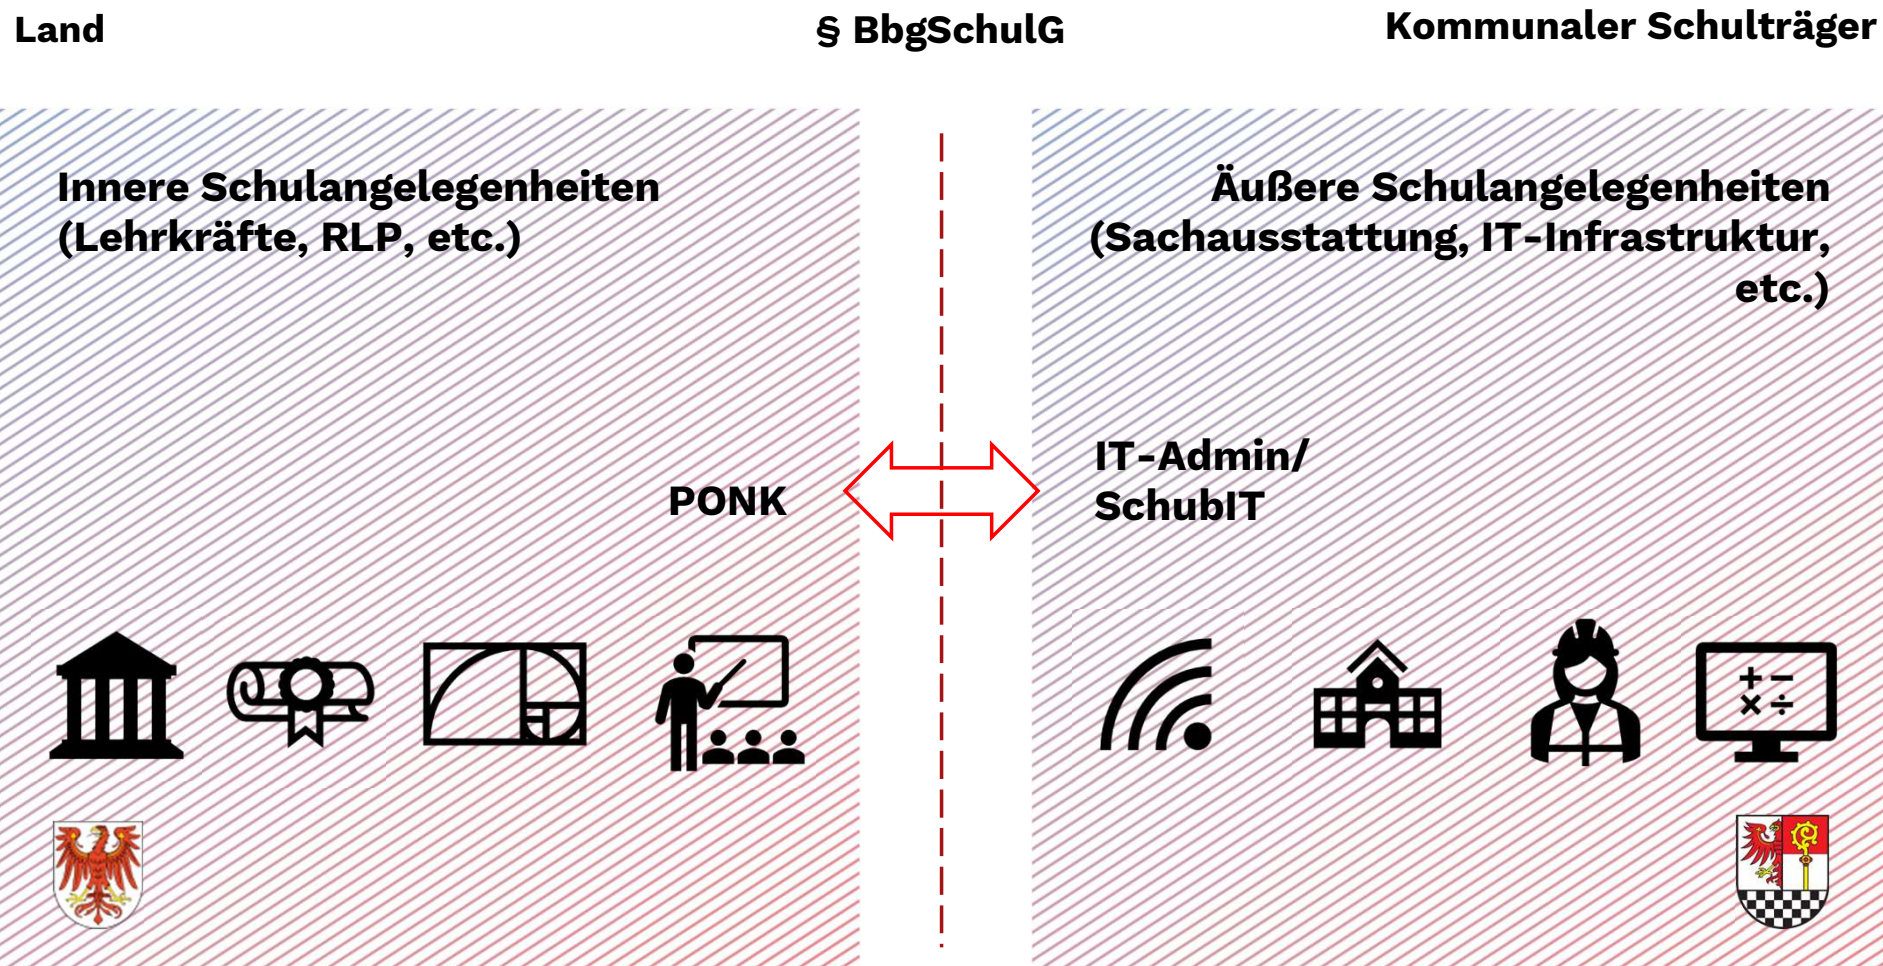 Land
§ BbgSchulG
Kommunaler Schulträger
Innere Schulangelegenheiten
(Lehrkräfte, RLP, etc.)
Äußere Schulangelegenheiten
(Sachausstattung, IT-Infrastruktur,
etc.)
PONK
IT-Admin/
SchubIT
+ −
× ÷